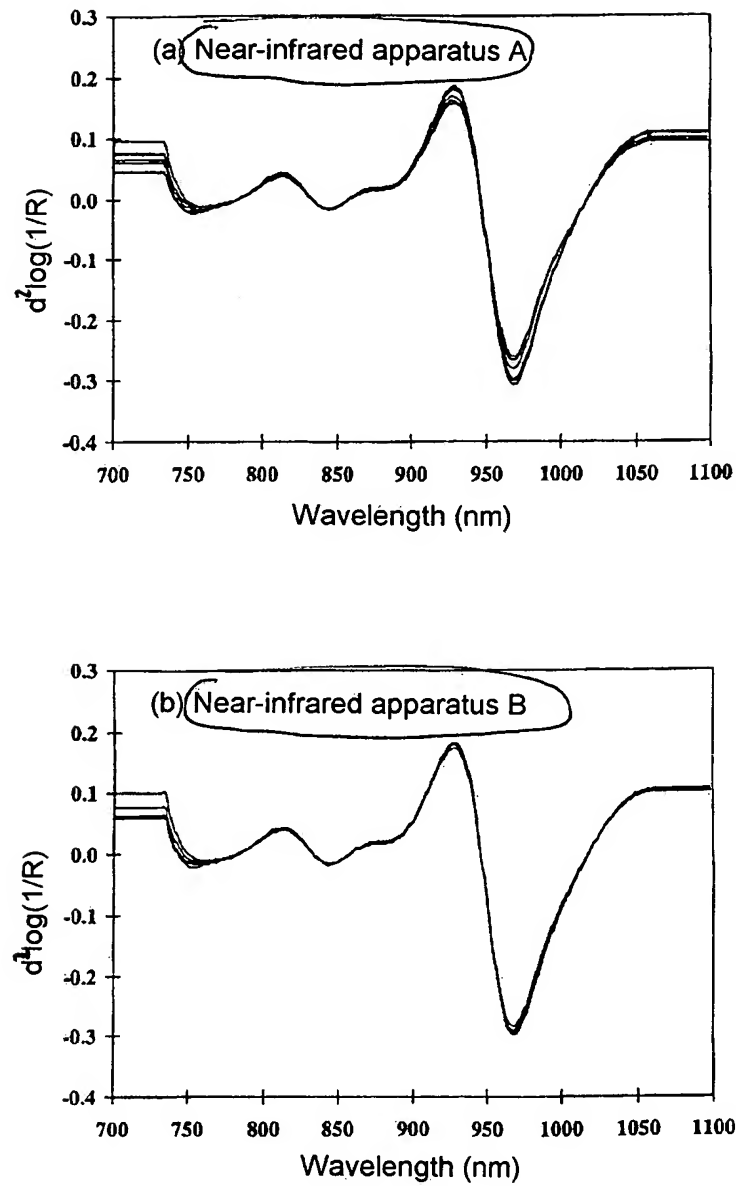 0.3
(a) Near-infrared apparatus A
0.2
0.1
0.0
-0.1
-0.2
-0.3
-0.4
d²log(1/R)
700 750 800 850 900 950 1000 1050 1100
Wavelength (nm)
0.3
(b) Near-infrared apparatus B
0.2
0.1
0.0
-0.1
-0.2
-0.3
-0.4
d²log(1/R)
700 750 800 850 900 950 1000 1050 1100
Wavelength (nm)